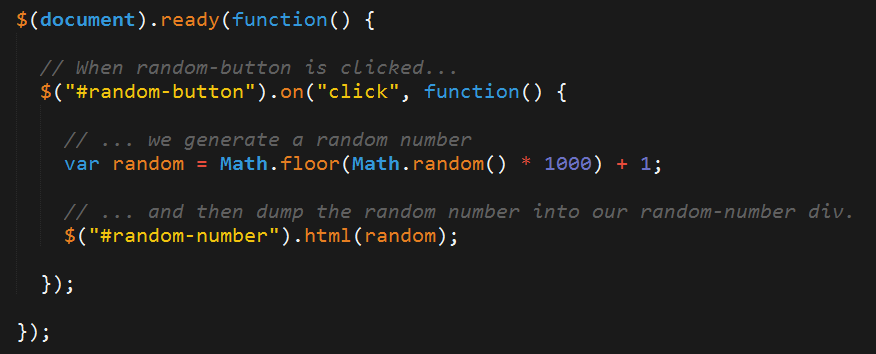 $(document).ready(function() {
// When random-button is clicked...
$("#random-button").on("click", function() {
// ... we generate a random number
var random = Math.floor(Math.random() * 1000) + 1;
// ... and then dump the random number into our random-number div.
$("#random-number").html(random);
});
});